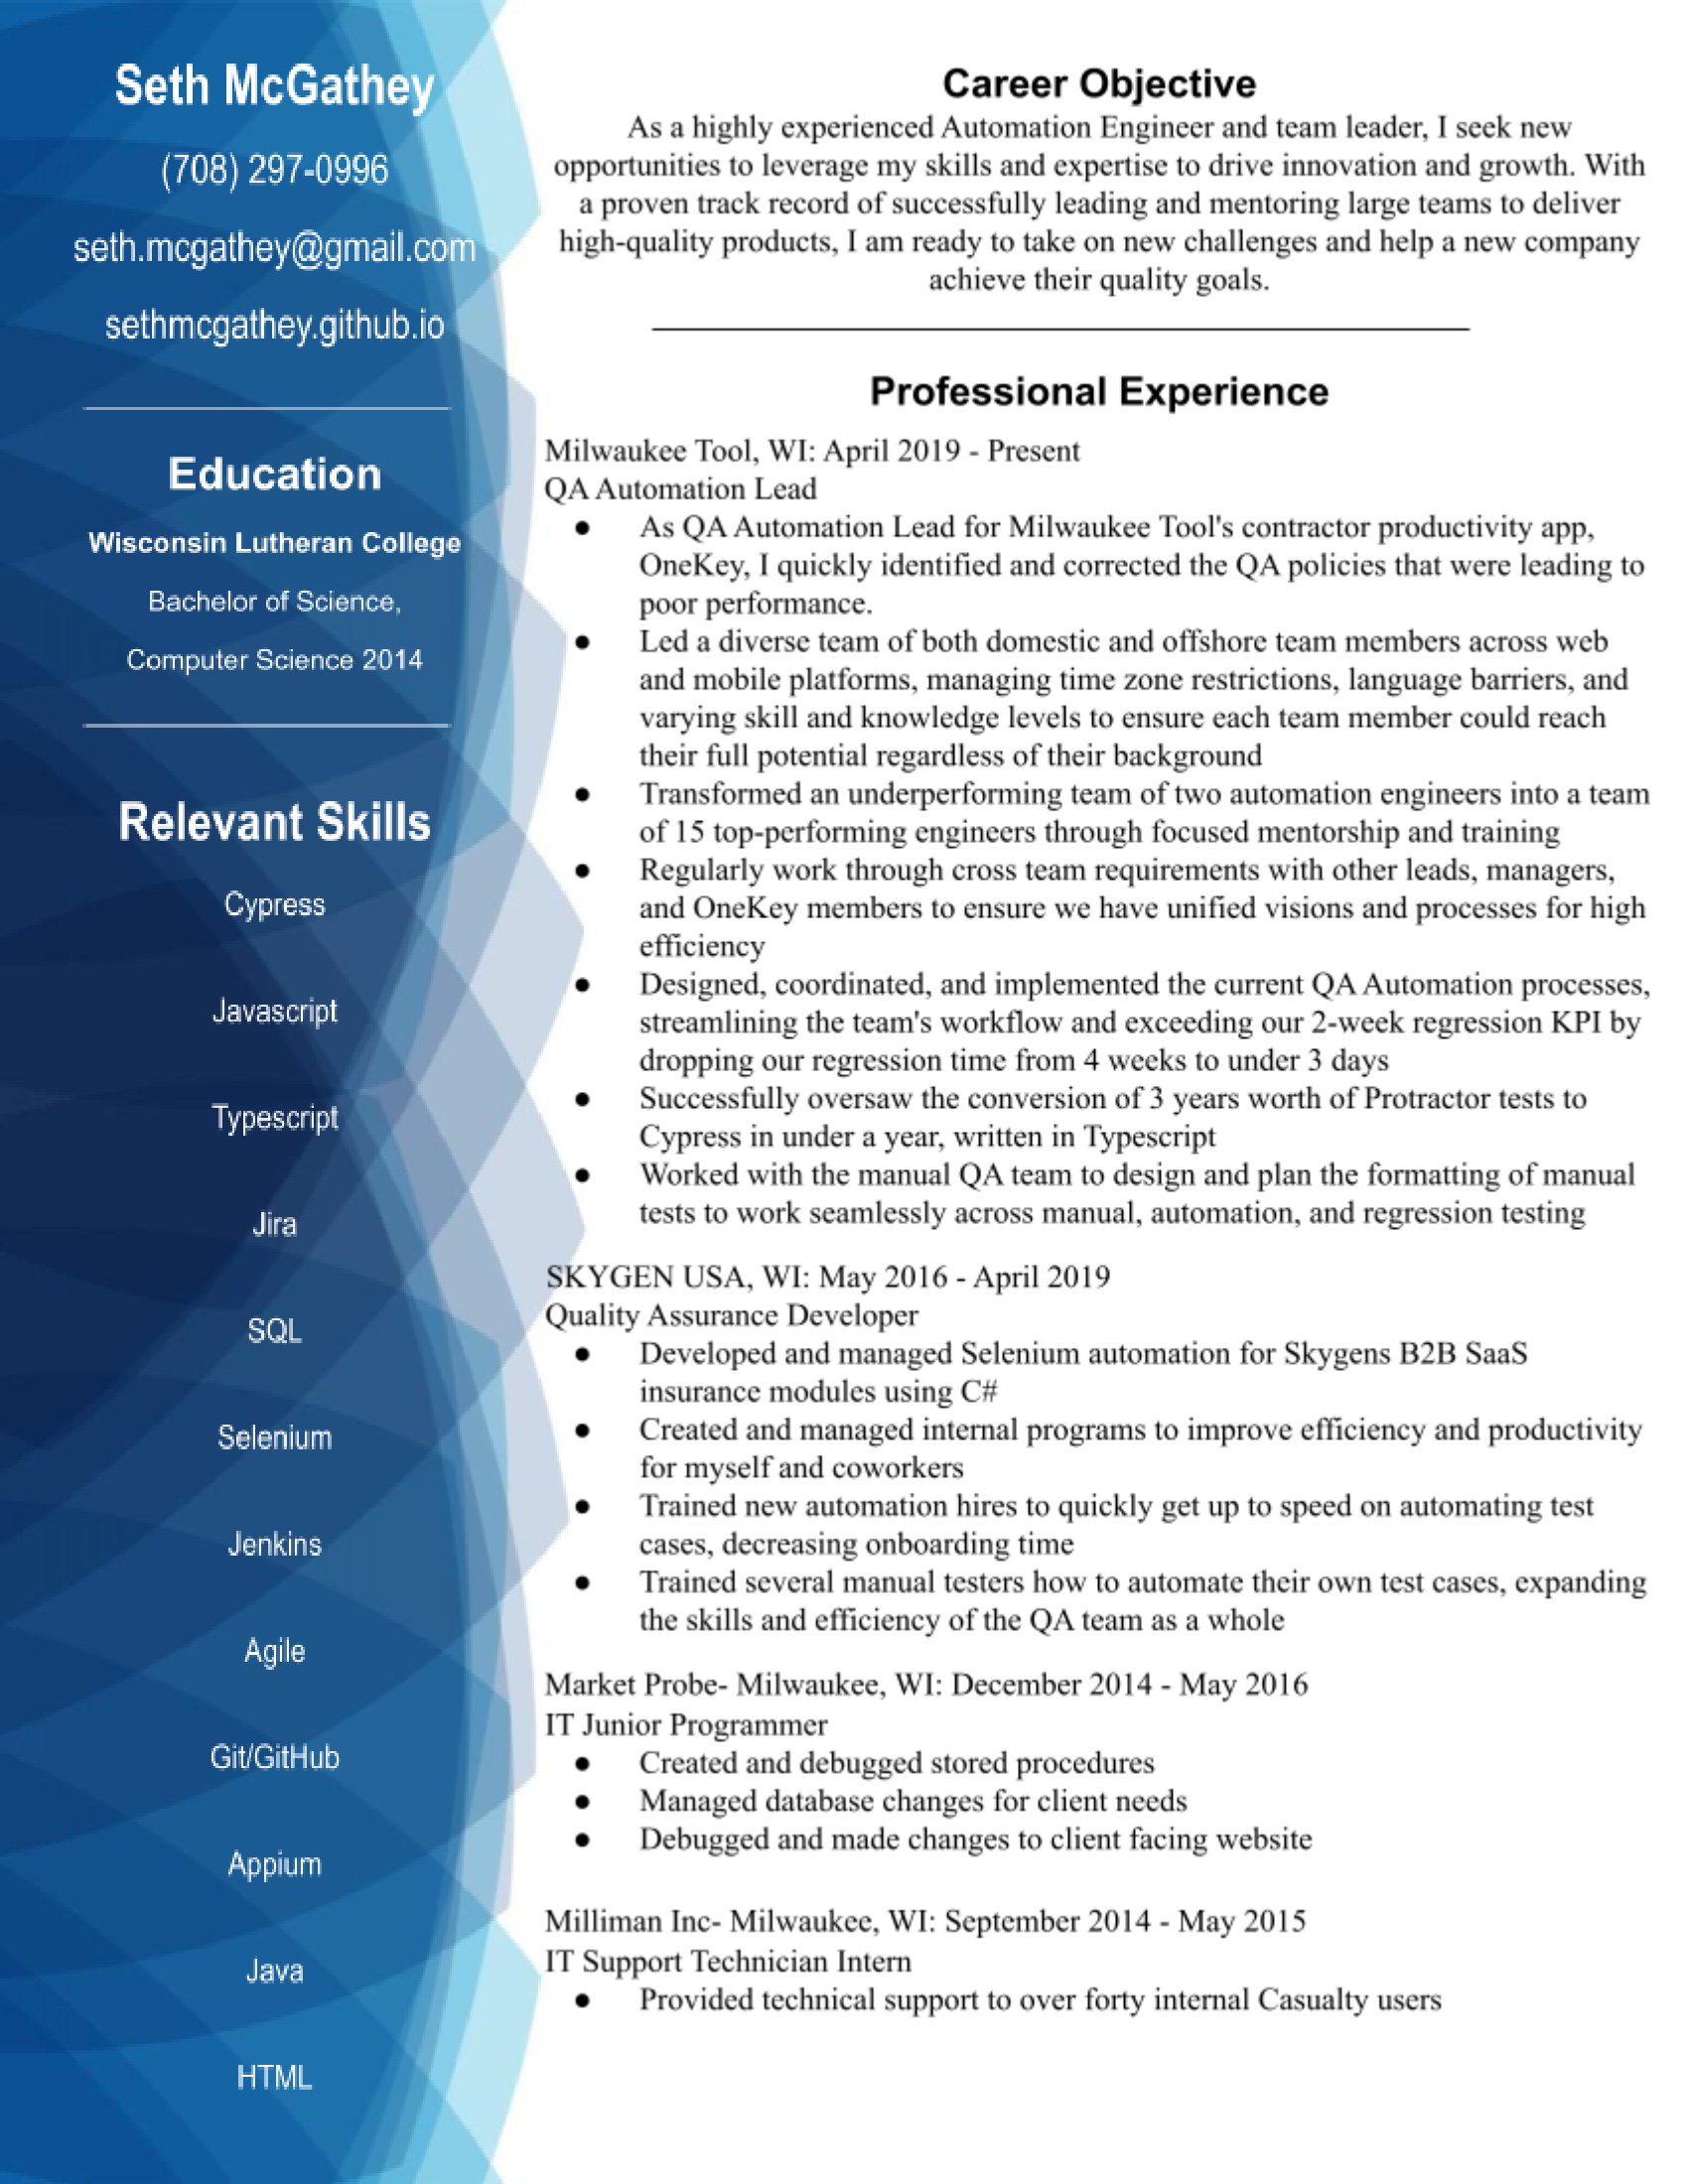 Seth McGathey
(708) 297-0996
seth.mcgathey@gmail.com
sethmcgathey.github.io
Education
Wisconsin Lutheran College
Bachelor of Science,
Computer Science 2014
Relevant Skills
Cypress
Javascript
Typescript
Jira
SQL
Selenium
Jenkins
Agile
Git/GitHub
Appium
Java
HTML
Career Objective
As a highly experienced Automation Engineer and team leader, I seek new
opportunities to leverage my skills and expertise to drive innovation and growth. With
a proven track record of successfully leading and mentoring large teams to deliver
high-quality products, I am ready to take on new challenges and help a new company
achieve their quality goals.
Professional Experience
Milwaukee Tool, WI: April 2019 - Present
QA Automation Lead
● As QA Automation Lead for Milwaukee Tool's contractor productivity app,
OneKey, I quickly identified and corrected the QA policies that were leading to
poor performance.
● Led a diverse team of both domestic and offshore team members across web
and mobile platforms, managing time zone restrictions, language barriers, and
varying skill and knowledge levels to ensure each team member could reach
their full potential regardless of their background
● Transformed an underperforming team of two automation engineers into a team
of 15 top-performing engineers through focused mentorship and training
● Regularly work through cross team requirements with other leads, managers,
and OneKey members to ensure we have unified visions and processes for high
efficiency
● Designed, coordinated, and implemented the current QA Automation processes,
streamlining the team's workflow and exceeding our 2-week regression KPI by
dropping our regression time from 4 weeks to under 3 days
● Successfully oversaw the conversion of 3 years worth of Protractor tests to
Cypress in under a year, written in Typescript
● Worked with the manual QA team to design and plan the formatting of manual
tests to work seamlessly across manual, automation, and regression testing
SKYGEN USA, WI: May 2016 - April 2019
Quality Assurance Developer
● Developed and managed Selenium automation for Skygens B2B SaaS
insurance modules using C#
● Created and managed internal programs to improve efficiency and productivity
for myself and coworkers
● Trained new automation hires to quickly get up to speed on automating test
cases, decreasing onboarding time
● Trained several manual testers how to automate their own test cases, expanding
the skills and efficiency of the QA team as a whole
Market Probe- Milwaukee, WI: December 2014 - May 2016
IT Junior Programmer
● Created and debugged stored procedures
● Managed database changes for client needs
● Debugged and made changes to client facing website
Milliman Inc- Milwaukee, WI: September 2014 - May 2015
IT Support Technician Intern
● Provided technical support to over forty internal Casualty users